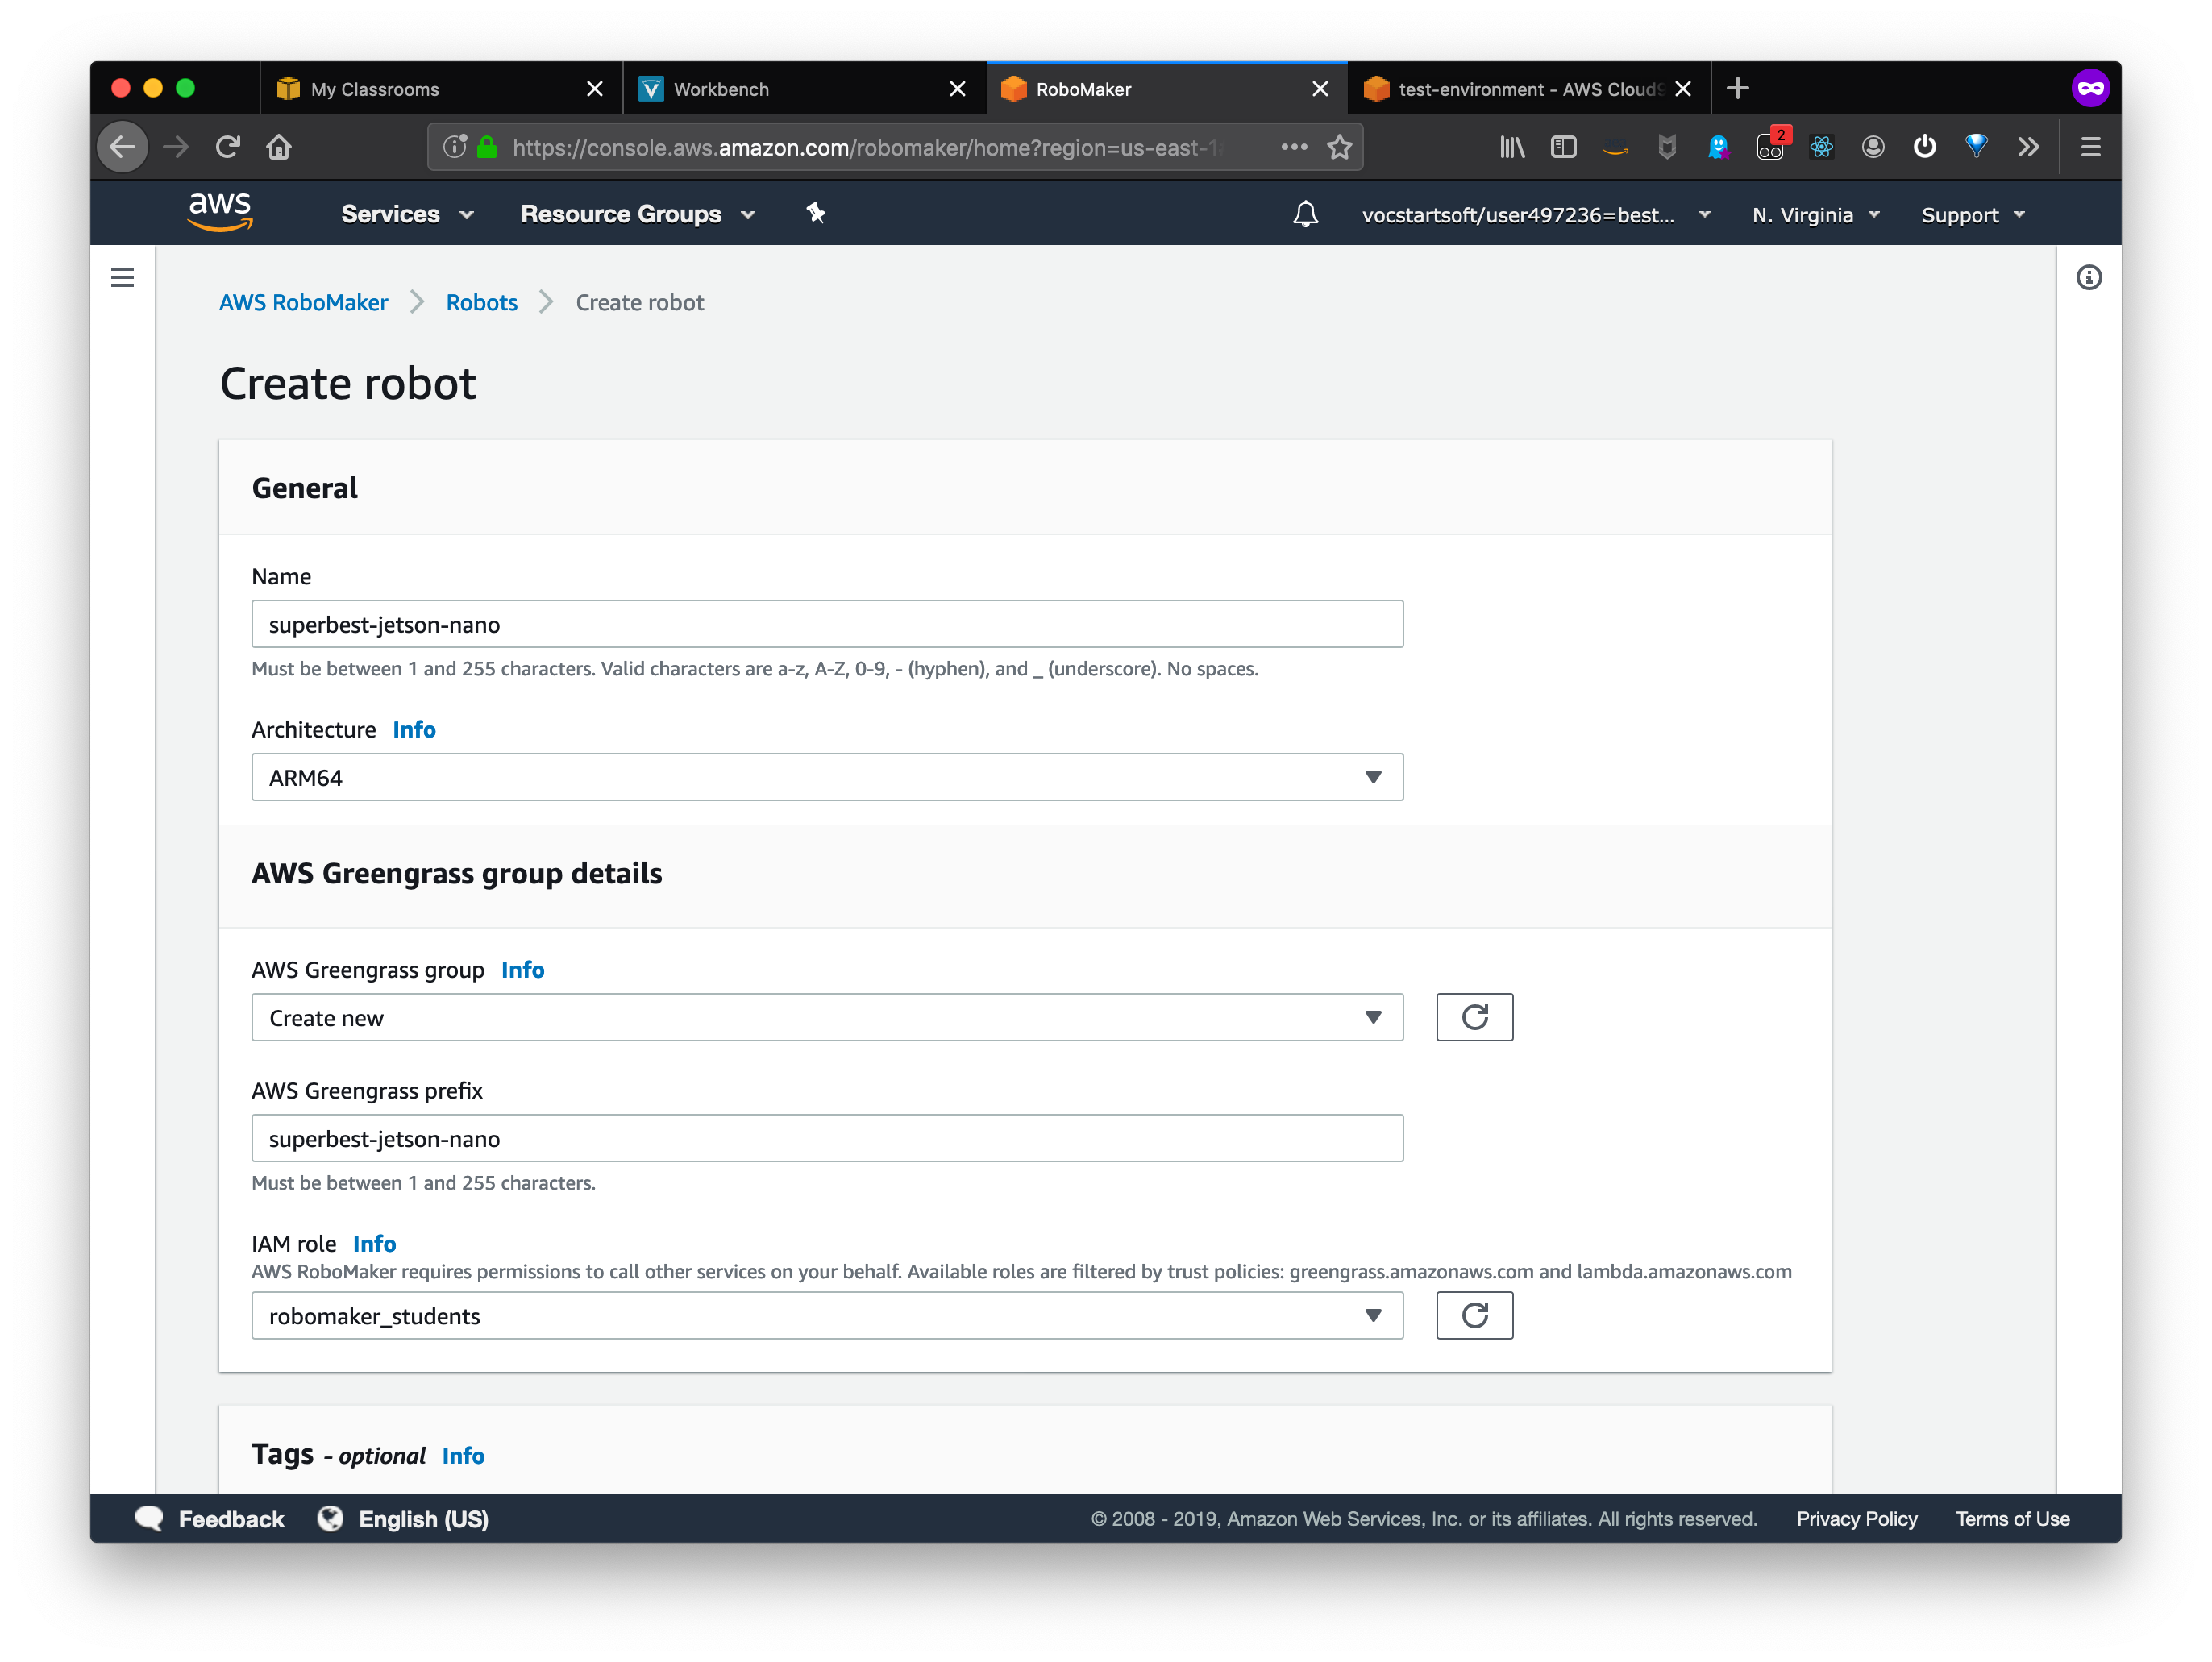 My Classrooms
Workbench
RoboMaker
test-environment - AWS Cloud9
https://console.aws.amazon.com/robomaker/home?region=us-east-1
2
aws
Services
Resource Groups
vocstartsoft/user497236=best...
N. Virginia
Support
AWS RoboMaker
Robots
Create robot
Create robot
General
Name
superbest-jetson-nano
Must be between 1 and 255 characters. Valid characters are a-z, A-Z, 0-9, - (hyphen), and _ (underscore). No spaces.
Architecture Info
ARM64
AWS Greengrass group details
AWS Greengrass group Info
Create new
AWS Greengrass prefix
superbest-jetson-nano
Must be between 1 and 255 characters.
IAM role Info
AWS RoboMaker requires permissions to call other services on your behalf. Available roles are filtered by trust policies: greengrass.amazonaws.com and lambda.amazonaws.com
robomaker_students
Tags - optional Info
Feedback
English (US)
© 2008 - 2019, Amazon Web Services, Inc. or its affiliates. All rights reserved.
Privacy Policy
Terms of Use